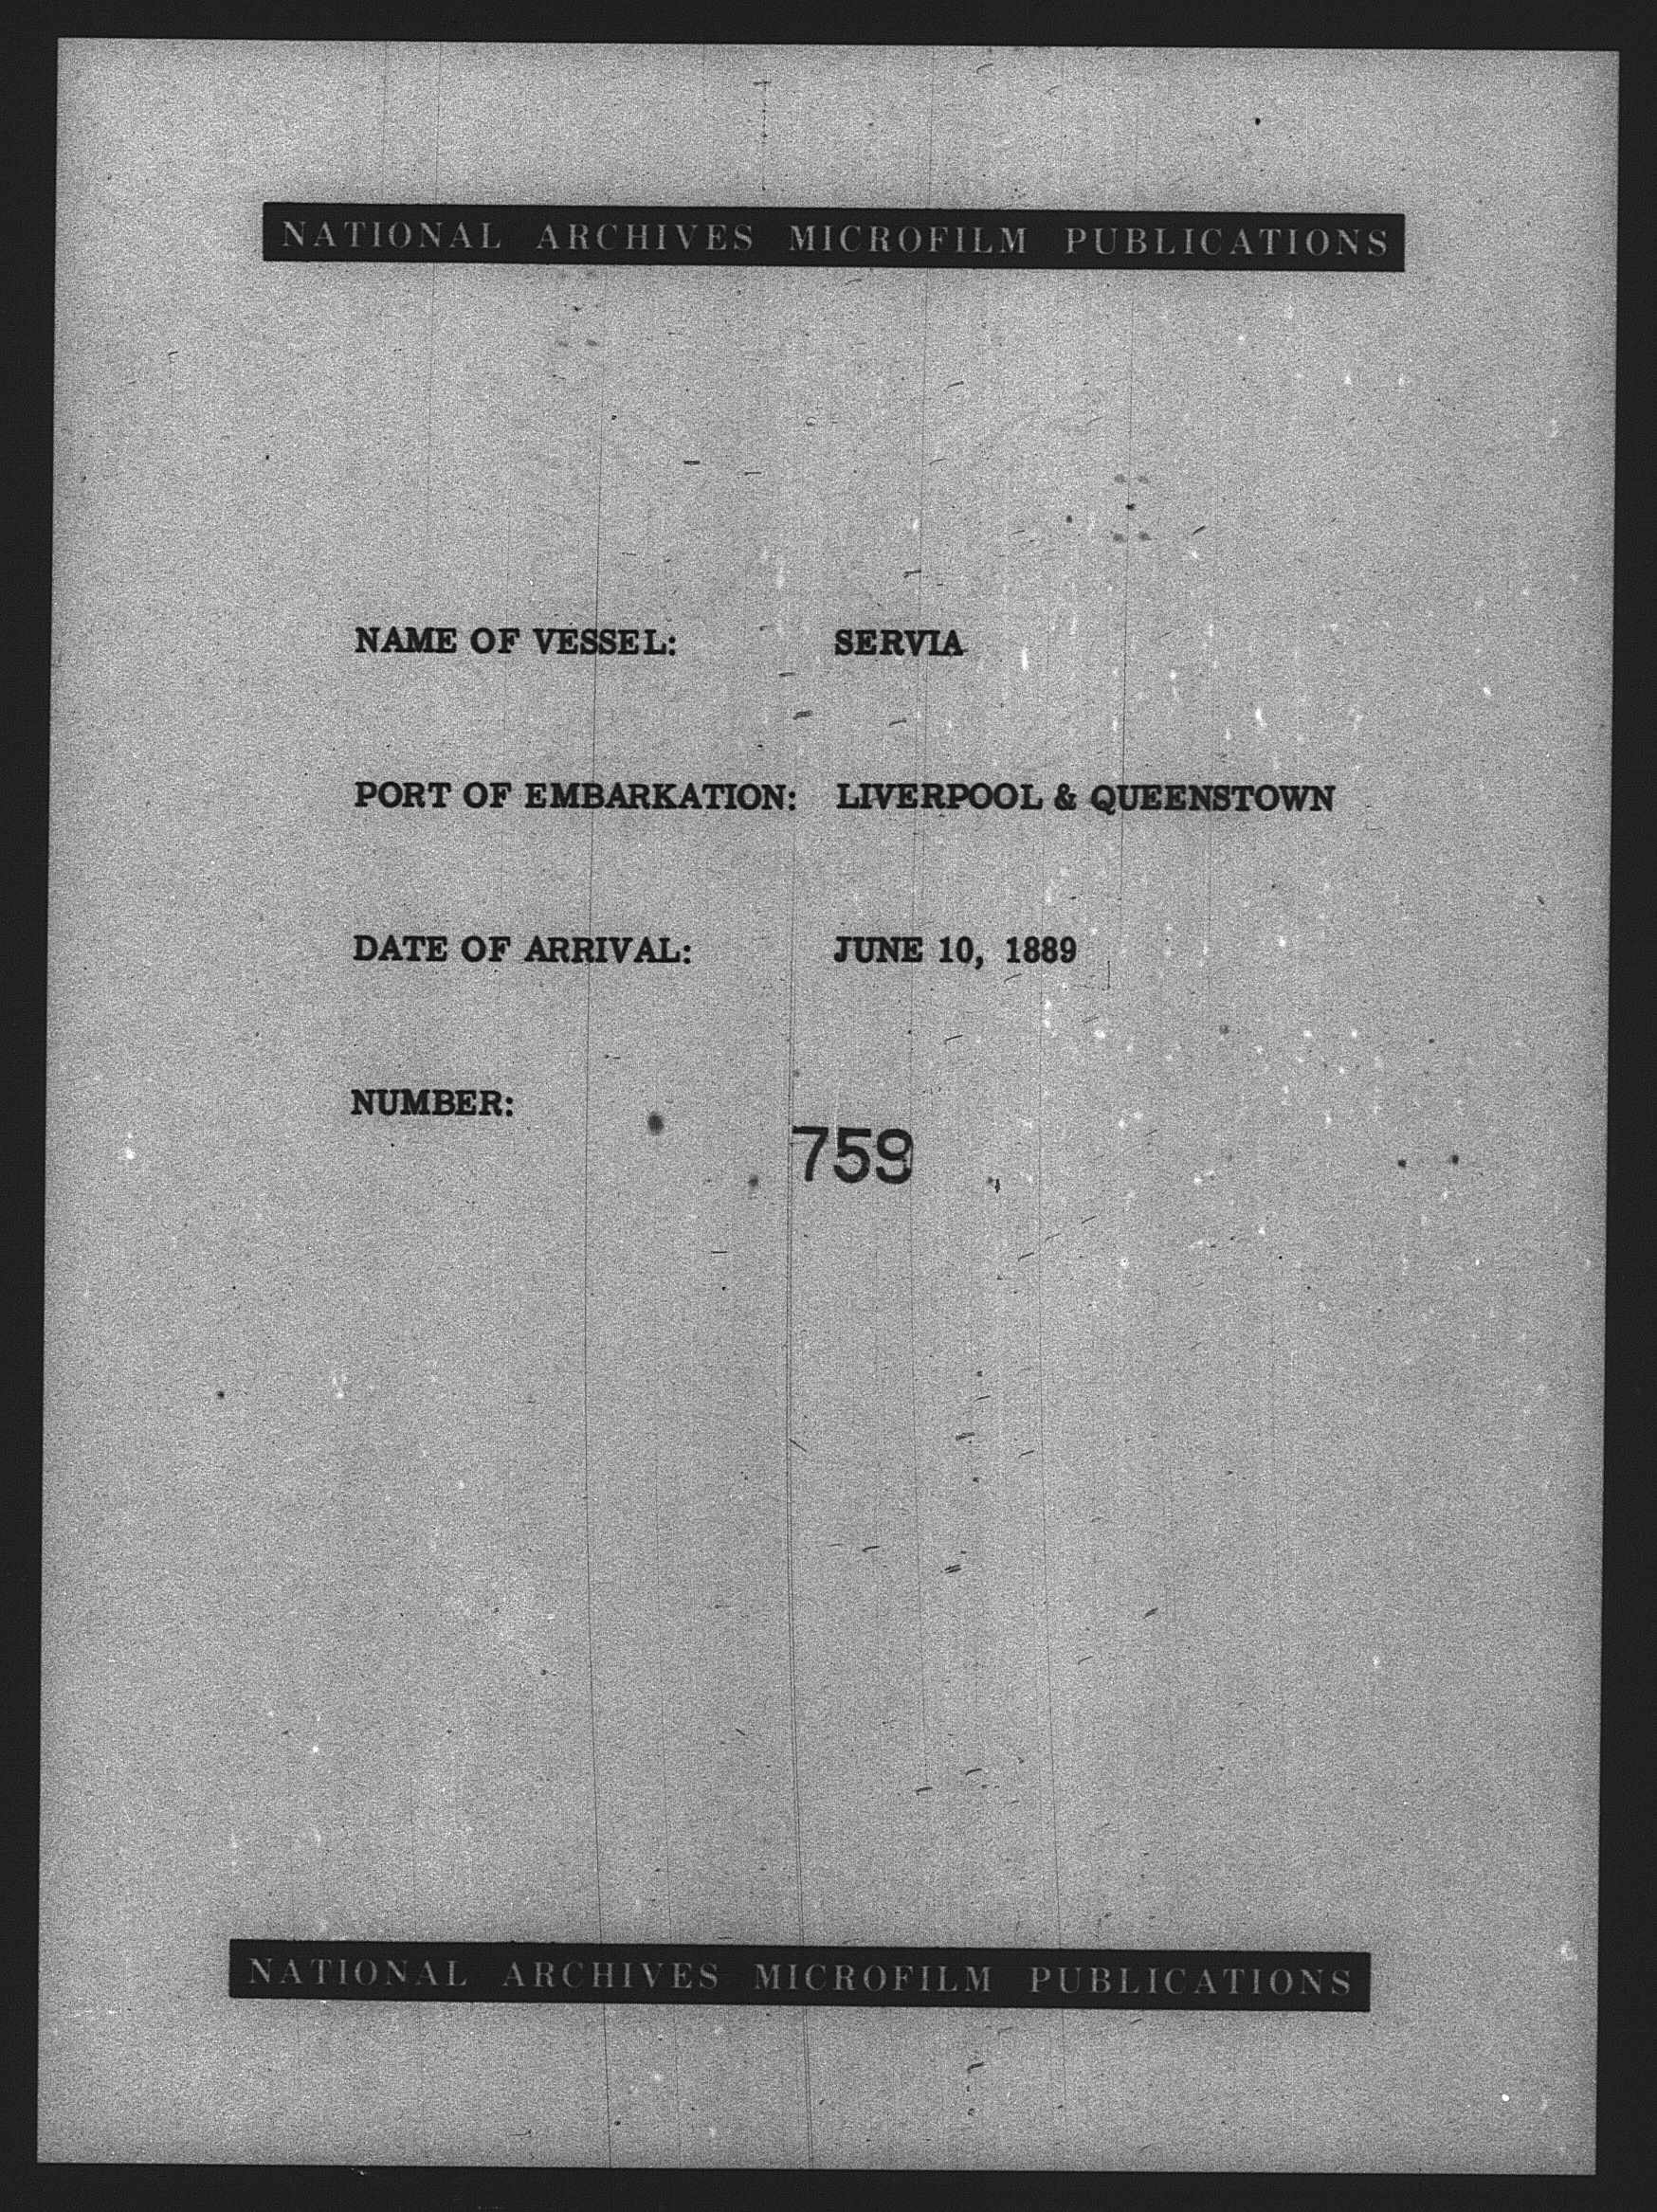 NATIONAL ARCHIVES MICROFILM PUBLICATIONS
NAME OF VESSEL: SERVIA
PORT OF EMBARKATION: LIVERPOOL & QUEENSTOWN
DATE OF ARRIVAL: JUNE 10, 1889
NUMBER:
759
NATIONAL ARCHIVES MICROFILM PUBLICATIONS